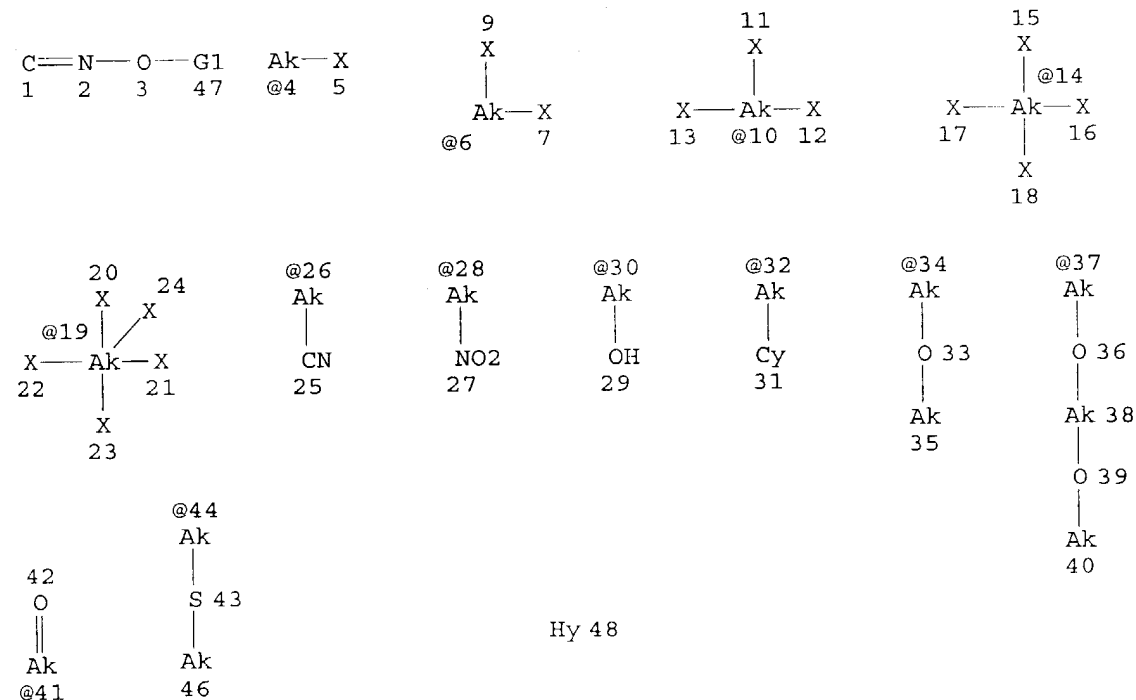 9 11 15
X X X
C=N-O-G1 Ak-X @14
1 2 3 47 @4 5
Ak-X X-Ak-X X-Ak-X
@6 7 13 @10 12 17 16
X
18
20 24 @26 @28 @30 @32 @34 @37
X X Ak Ak Ak Ak Ak Ak
@19
X-Ak-X CN NO2 OH Cy O 33 O 36
22 21 25 27 29 31
X Ak Ak 38
23 35
O 39
@44
Ak Ak
40
42
O S 43
Hy 48
Ak Ak
@41 46